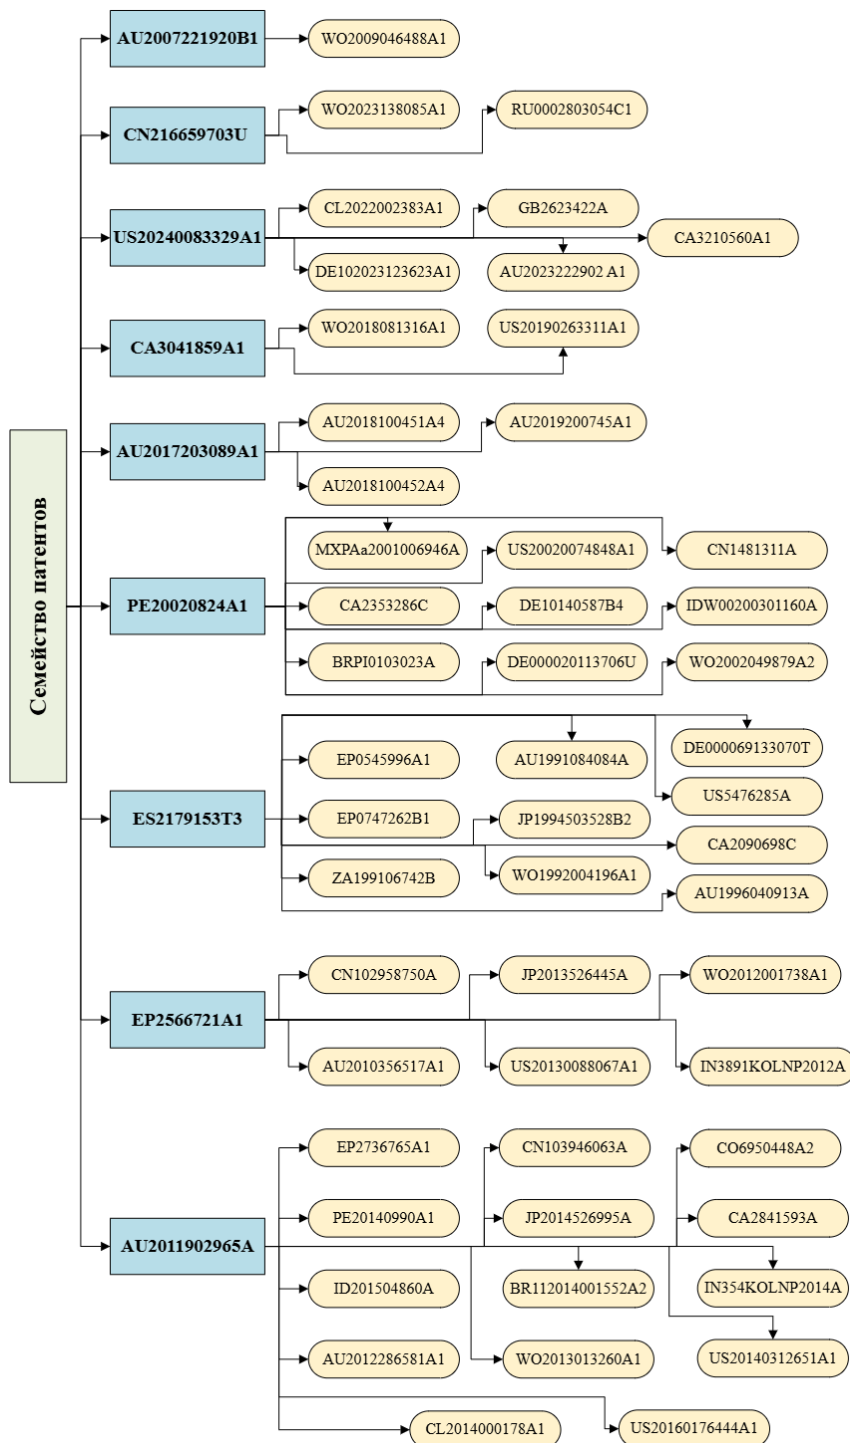 Семейство патентов
AU2007221920B1
WO2009046488A1
CN216659703U
WO2023138085A1
RU0002803054C1
US20240083329A1
CL2022002383A1
GB2623422A
CA3210560A1
DE102023123623A1
AU2023222902 A1
CA3041859A1
WO2018081316A1
US20190263311A1
AU2017203089A1
AU2018100451A4
AU2019200745A1
AU2018100452A4
PE20020824A1
MXPAa2001006946A
US20020074848A1
CN1481311A
CA2353286C
DE10140587B4
IDW00200301160A
BRPI0103023A
DE000020113706U
WO2002049879A2
ES2179153T3
EP0545996A1
AU1991084084A
DE000069133070T
US5476285A
EP0747262B1
JP1994503528B2
CA2090698C
ZA199106742B
WO1992004196A1
AU1996040913A
EP2566721A1
CN102958750A
JP2013526445A
WO2012001738A1
AU2010356517A1
US20130088067A1
IN3891KOLNP2012A
AU2011902965A
EP2736765A1
CN103946063A
CO6950448A2
PE20140990A1
JP2014526995A
CA2841593A
ID201504860A
BR112014001552A2
IN354KOLNP2014A
AU2012286581A1
WO2013013260A1
US20140312651A1
CL2014000178A1
US20160176444A1